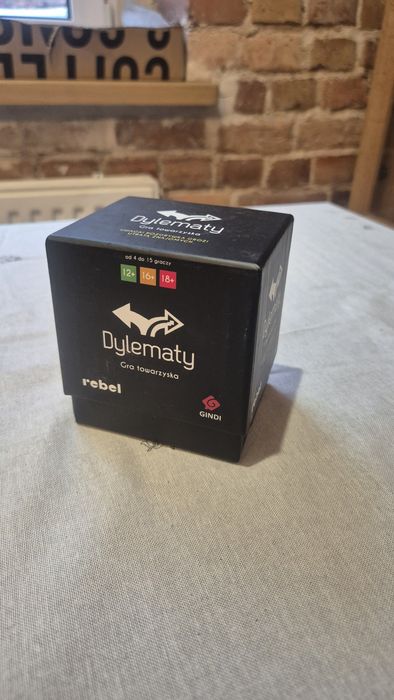 Dylematy
Gra towarzyska
od 4 do 15 graczy
12+ 16+ 18+
Dylematy
Gra towarzyska
rebel
GINDI